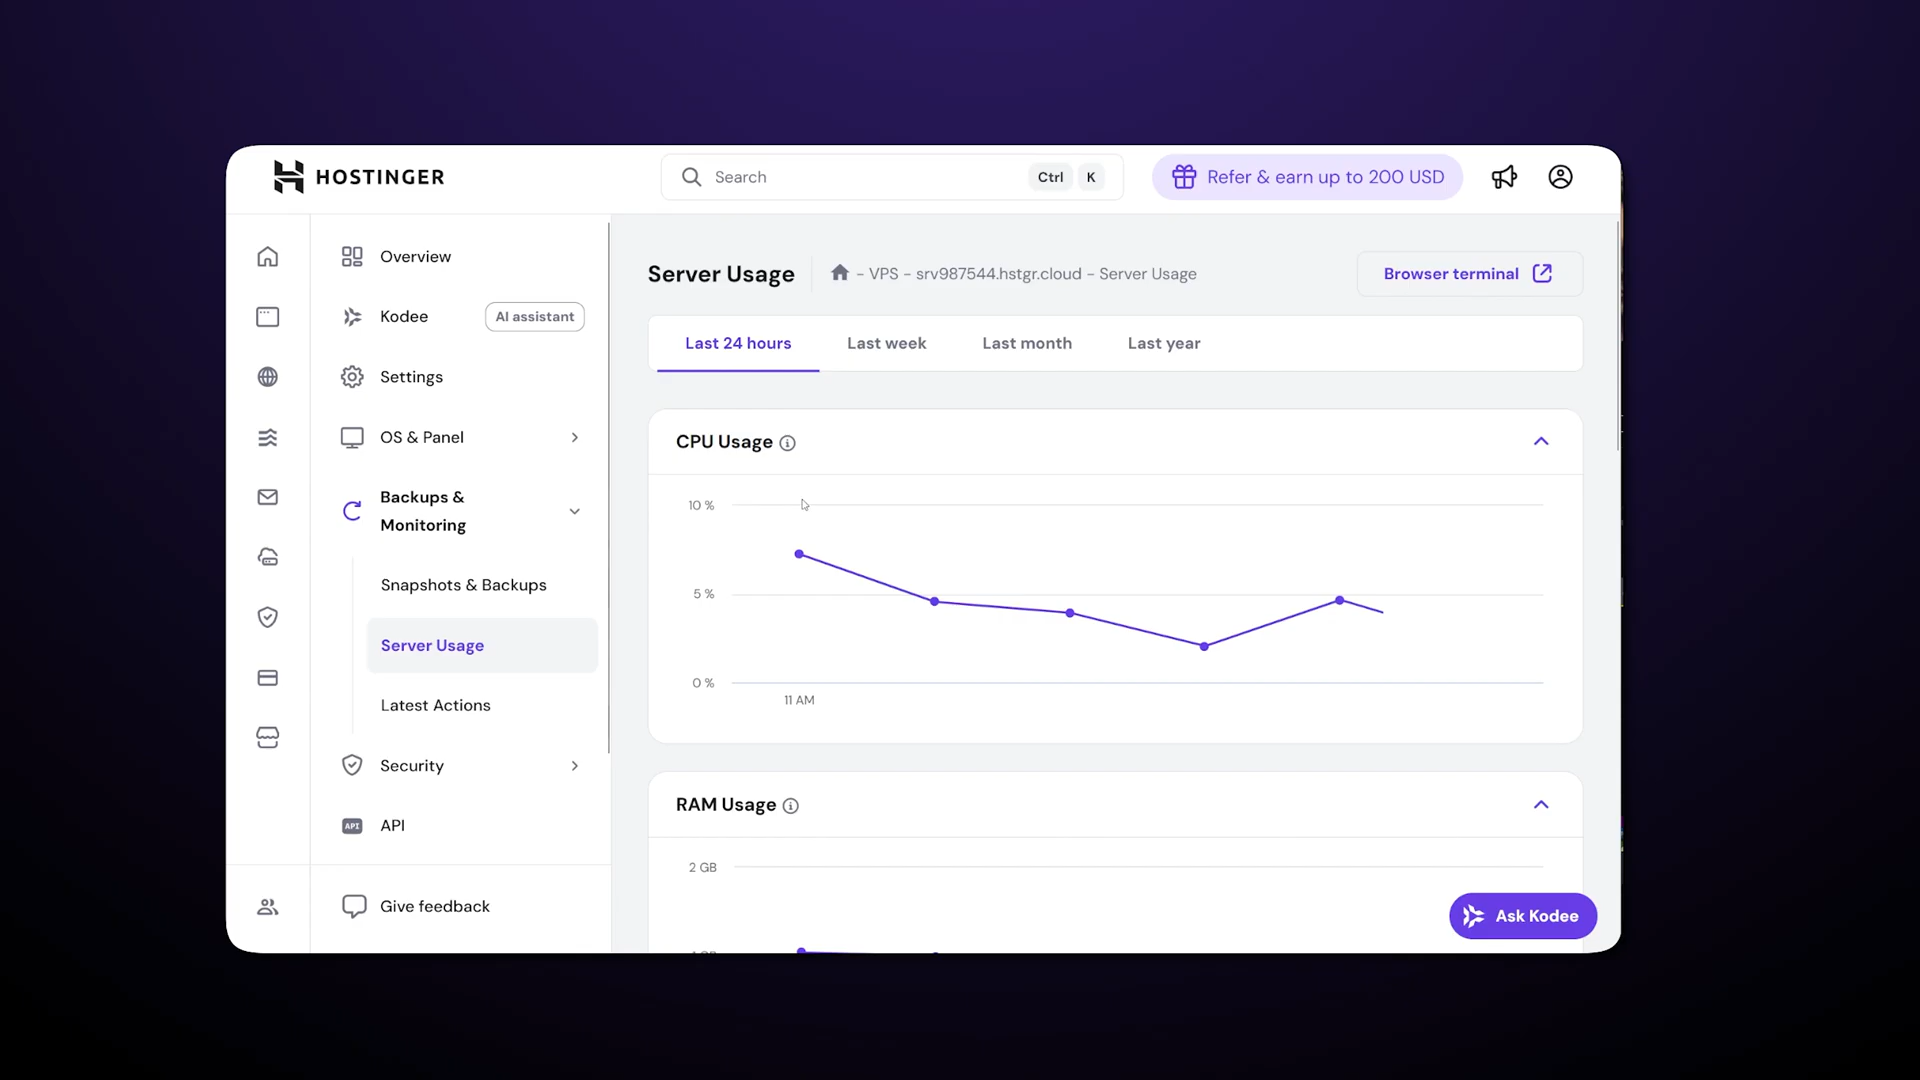 HOSTINGER
Search
Ctrl
K
Refer & earn up to 200 USD
Overview
Kodee
AI assistant
Settings
OS & Panel
Backups &
Monitoring
Snapshots & Backups
Server Usage
Latest Actions
Security
API
API
Give feedback
Server Usage
- VPS - srv987544.hstgr.cloud - Server Usage
Browser terminal
Last 24 hours
Last week
Last month
Last year
CPU Usage
10 %
5 %
0 %
11 AM
RAM Usage
2 GB
Ask Kodee